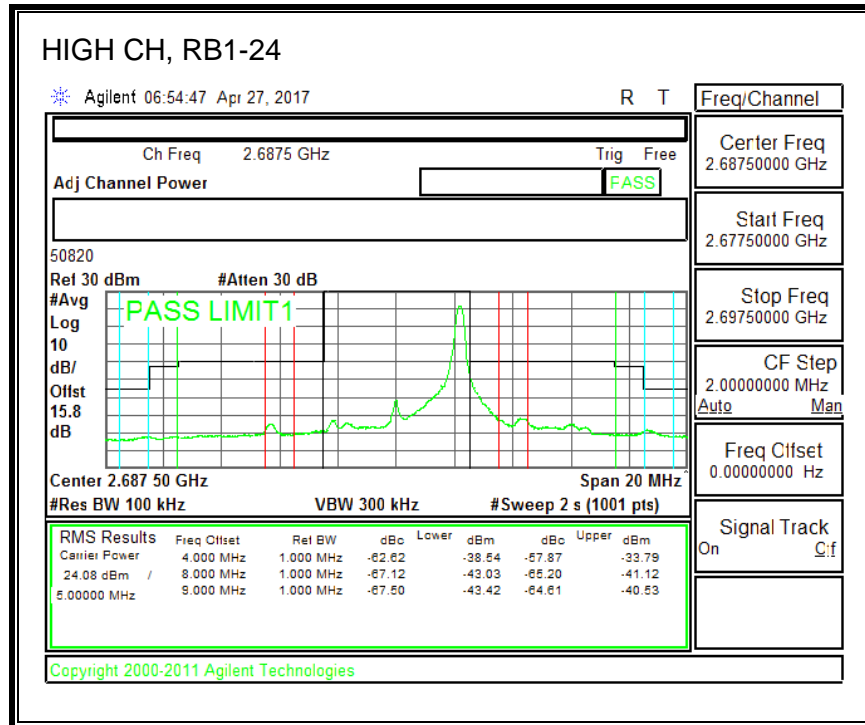 HIGH CH, RB1-24
Agilent 06:54:47 Apr 27, 2017 R T
Freq/Channel
Ch Freq 2.6875 GHz Trig Free
Adj Channel Power PASS
50820
Ref 30 dBm #Atten 30 dB
#Avg
Log
10
dB/
Offst
15.8
dB
PASS LIMIT1
Center 2.687 50 GHz Span 20 MHz
#Res BW 100 kHz VBW 300 kHz #Sweep 2 s (1001 pts)
RMS Results Freq Offset Ref BW dBc Lower dBm dBc Upper dBm
Carrier Power 4.000 MHz 1.000 MHz -62.62 -38.54 -57.87 -33.79
24.08 dBm / 8.000 MHz 1.000 MHz -67.12 -43.03 -65.20 -41.12
5.00000 MHz 9.000 MHz 1.000 MHz -67.50 -43.42 -64.61 -40.53
Copyright 2000-2011 Agilent Technologies
Center Freq
2.68750000 GHz
Start Freq
2.67750000 GHz
Stop Freq
2.69750000 GHz
CF Step
2.00000000 MHz
Auto Man
Freq Offset
0.00000000 Hz
Signal Track
On Off